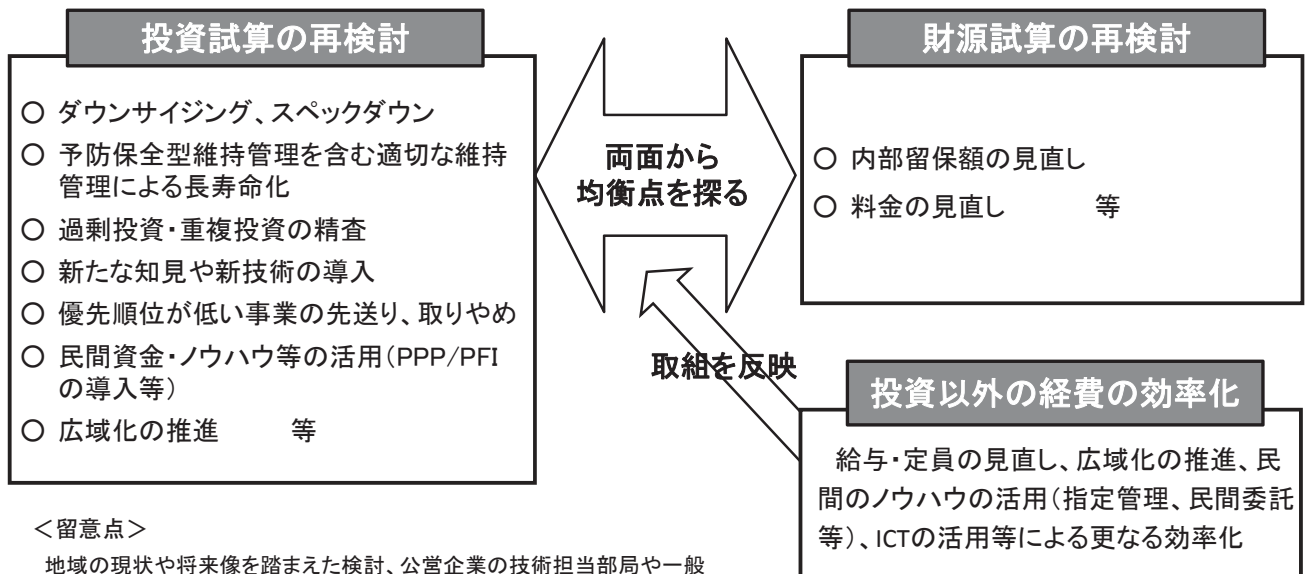 投資試算の再検討
○ ダウンサイジング、スペックダウン
○ 予防保全型維持管理を含む適切な維持
管理による長寿命化
○ 過剰投資・重複投資の精査
○ 新たな知見や新技術の導入
○ 優先順位が低い事業の先送り、取りやめ
○ 民間資金・ノウハウ等の活用(PPP/PFI
の導入等)
○ 広域化の推進　　等
両面から
均衡点を探る
財源試算の再検討
○ 内部留保額の見直し
○ 料金の見直し　　等
取組を反映
投資以外の経費の効率化
給与・定員の見直し、広域化の推進、民
間のノウハウの活用(指定管理、民間委託
等)、ICTの活用等による更なる効率化
＜留意点＞
地域の現状や将来像を踏まえた検討、公営企業の技術担当部局や一般